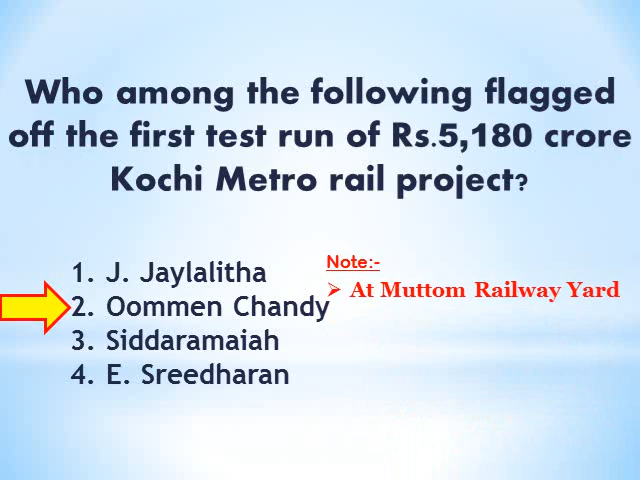 Who among the following flagged
off the first test run of Rs.5,180 crore
Kochi Metro rail project?
Note:-
1. J. Jaylalitha
➢ At Muttom Railway Yard
2. Oommen Chandy
3. Siddaramaiah
4. E. Sreedharan